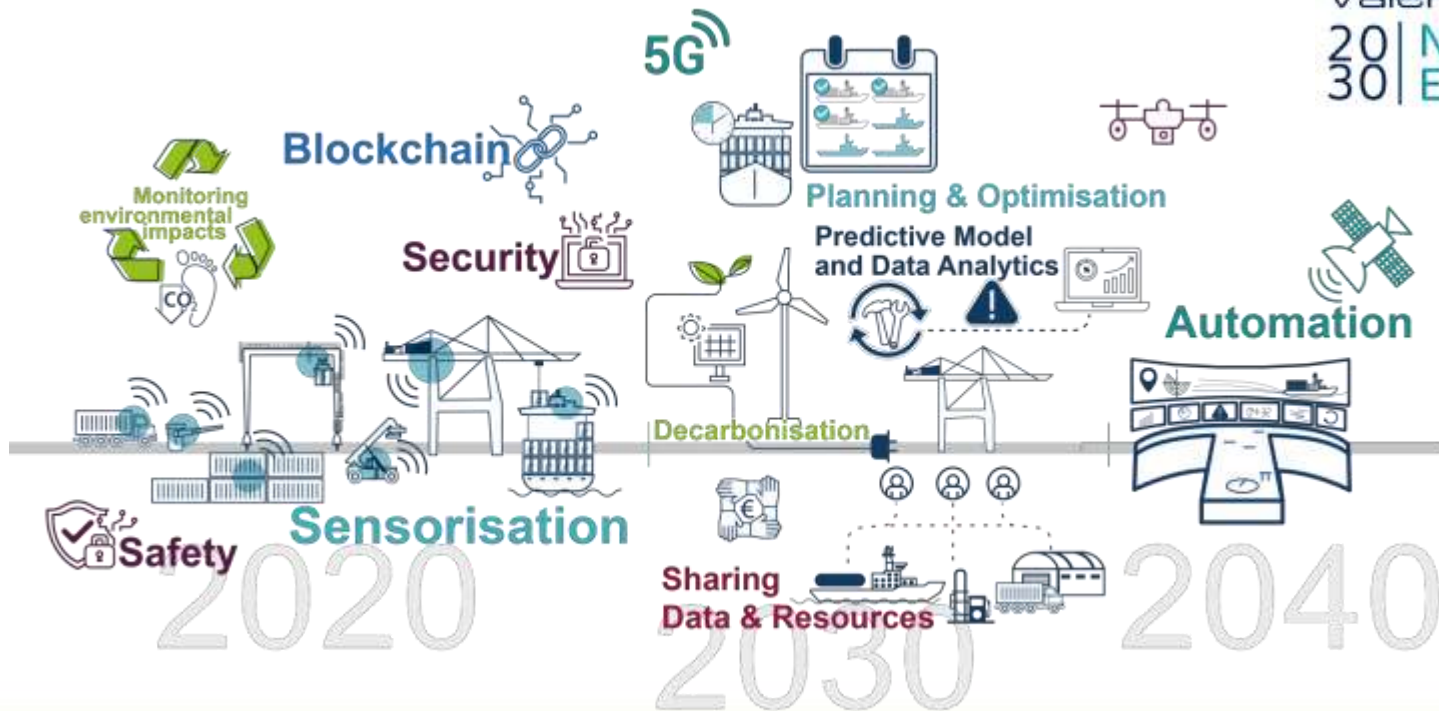 20
30
5G
Blockchain
Monitoring
environmental
impacts
CO2
Security
Planning & Optimisation
Predictive Model
and Data Analytics
Automation
Decarbonisation
Safety
Sensorisation
Sharing
Data & Resources
2020
2030
2040